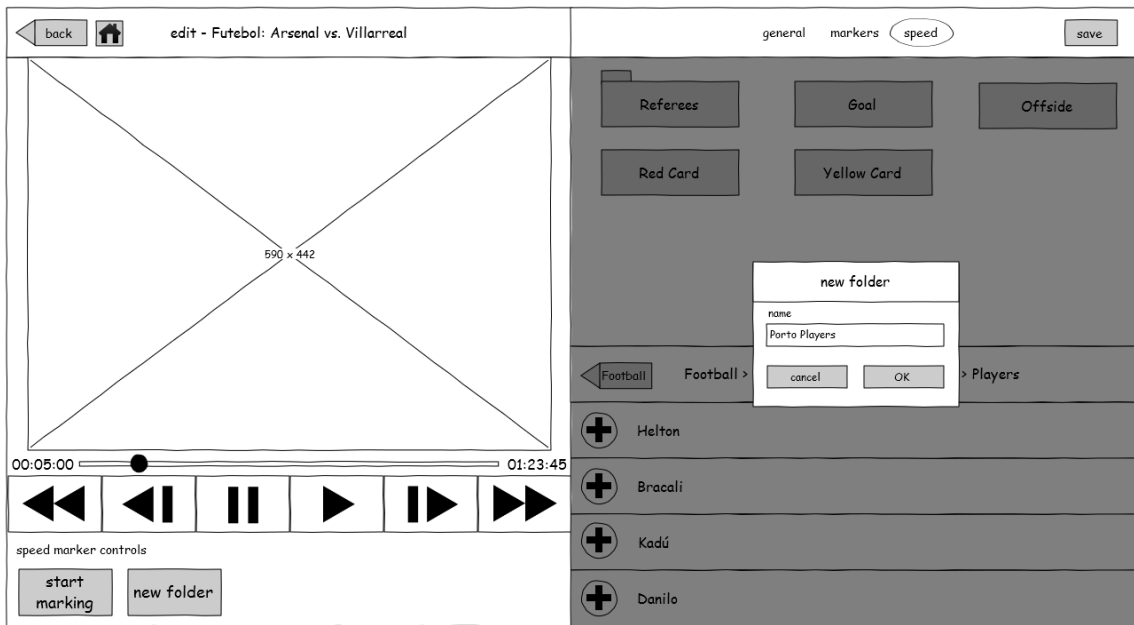 back
edit - Futebol: Arsenal vs. Villarreal
general markers speed
save
590 x 442
00:05:00
01:23:45
speed marker controls
start
marking
new folder
Referees
Goal
Offside
Red Card
Yellow Card
new folder
name
Porto Players
cancel
OK
Football
Football >
> Players
Helton
Bracali
Kadú
Danilo